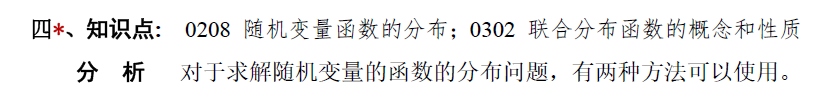 四*、知识点: 0208 随机变量函数的分布；0302 联合分布函数的概念和性质
分 析 对于求解随机变量的函数的分布问题，有两种方法可以使用。